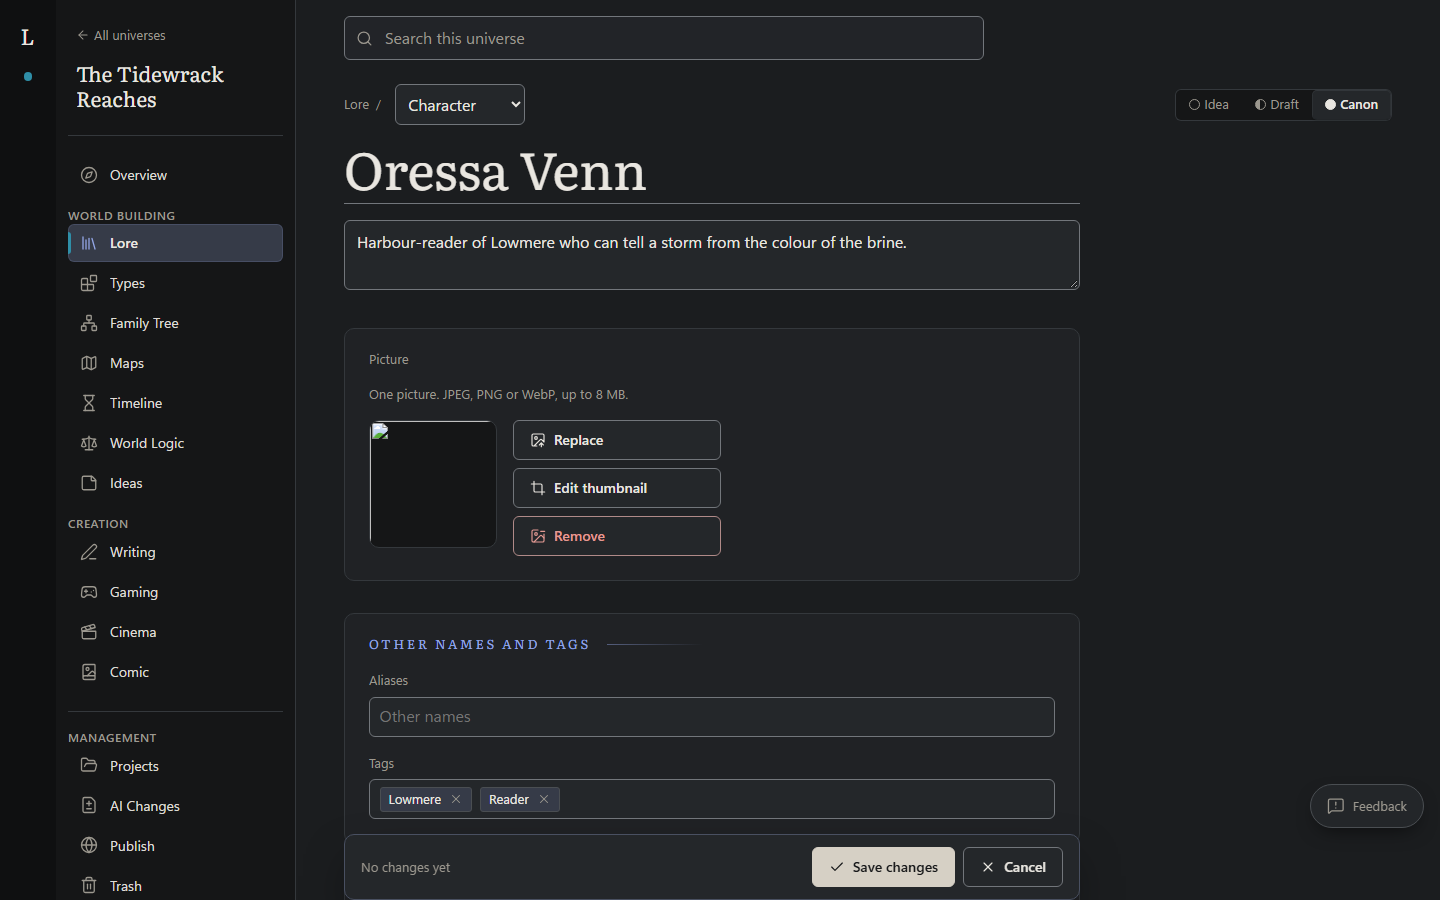 L
All universes
The Tidewrack
Reaches
Overview
WORLD BUILDING
Lore
Types
Family Tree
Maps
Timeline
World Logic
Ideas
CREATION
Writing
Gaming
Cinema
Comic
MANAGEMENT
Projects
AI Changes
Publish
Trash
Search this universe
Lore /
Character
Idea
Draft
Canon
Oressa Venn
Harbour-reader of Lowmere who can tell a storm from the colour of the brine.
Picture
One picture. JPEG, PNG or WebP, up to 8 MB.
Replace
Edit thumbnail
Remove
OTHER NAMES AND TAGS
Aliases
Other names
Tags
Lowmere
Reader
No changes yet
Save changes
Cancel
Feedback